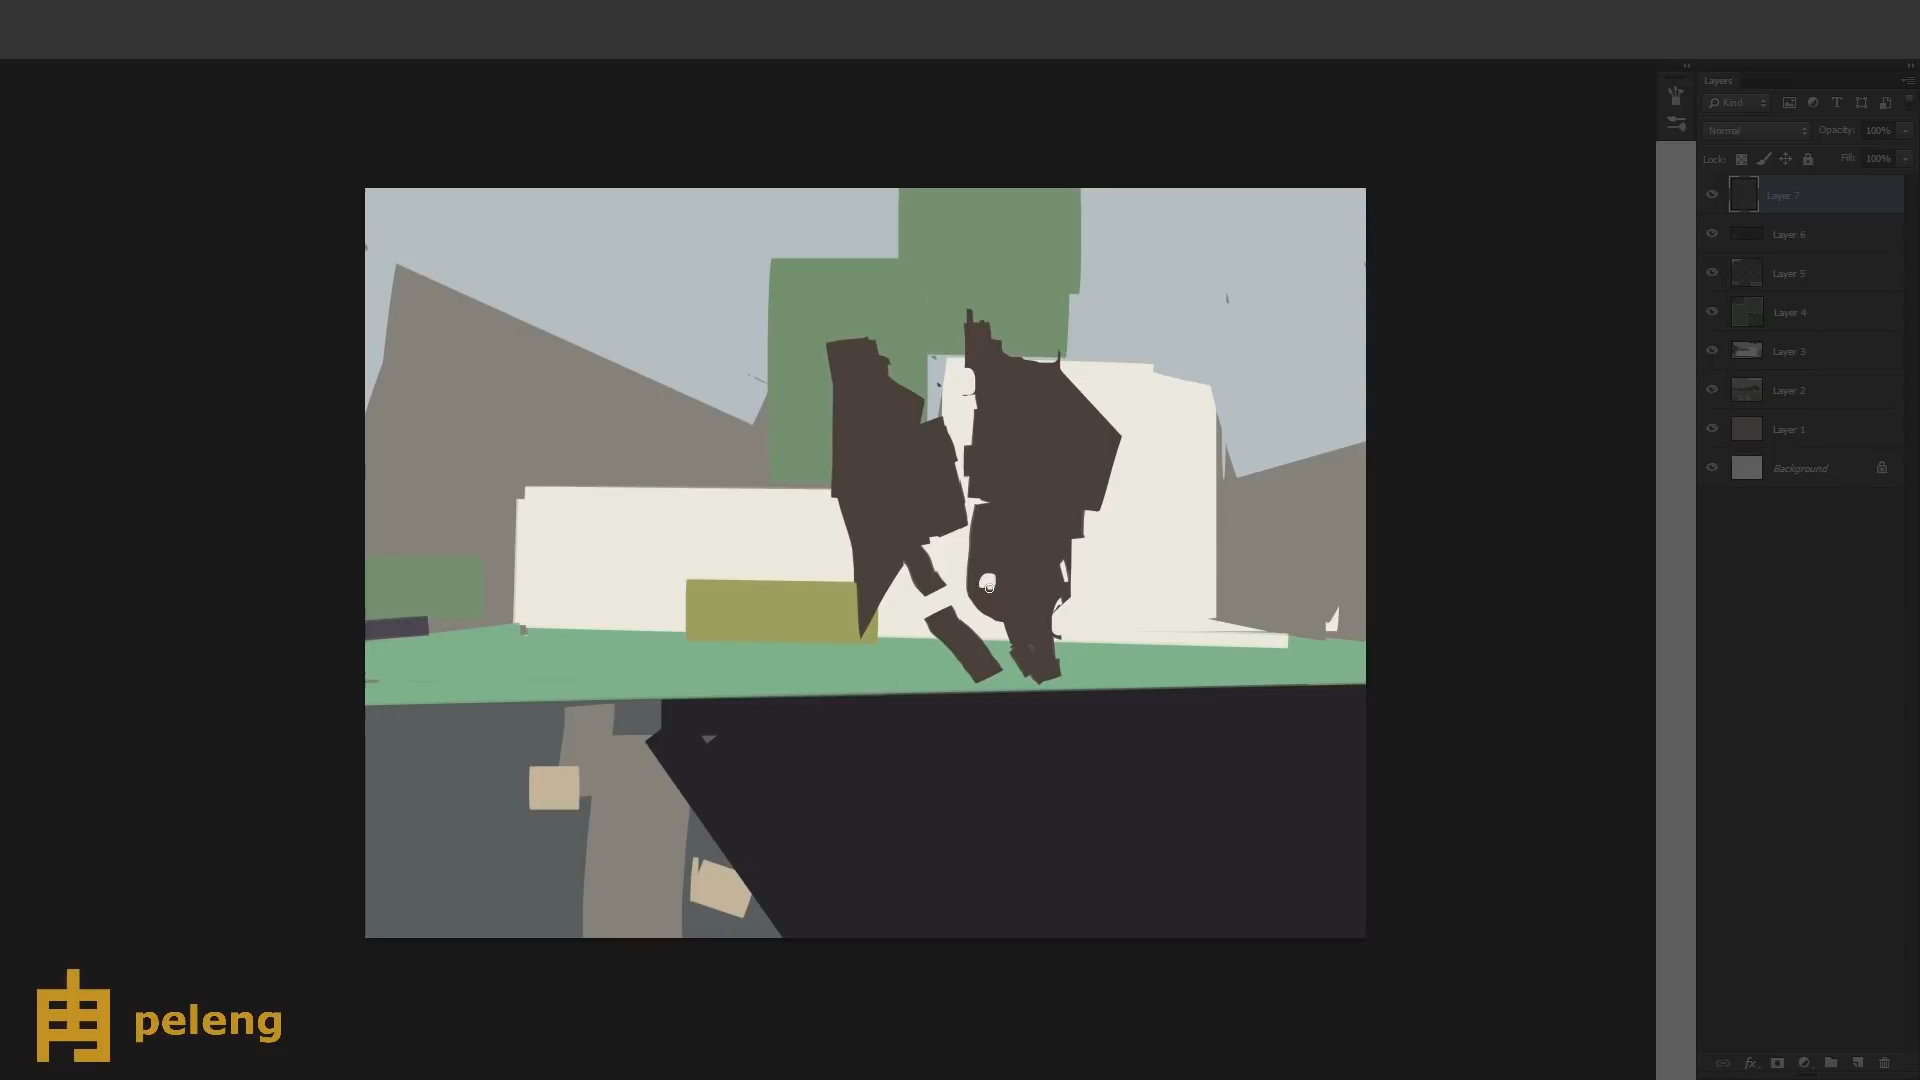 Layers
Kind
Normal Opacity: 100%
Lock: Fill: 100%
Layer 7
Layer 6
Layer 5
Layer 4
Layer 3
Layer 2
Layer 1
Background
fx
peleng